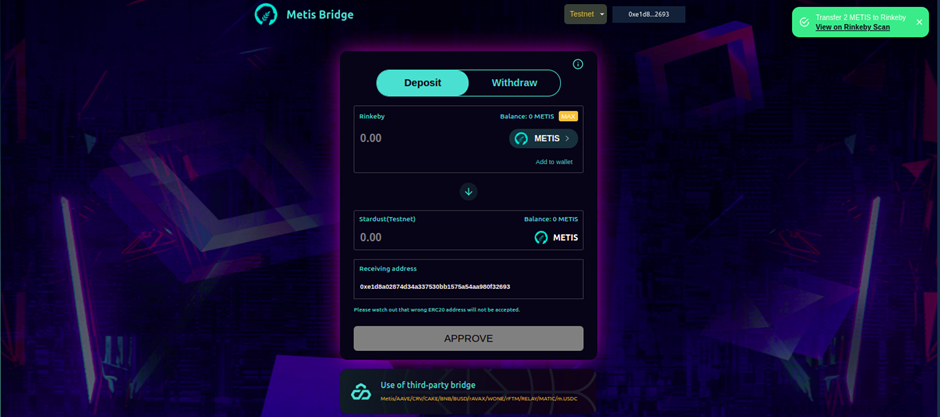 Metis Bridge
Testnet
0xe1d8...2693
Transfer 2 METIS to Rinkeby
View on Rinkeby Scan
Deposit
Withdraw
Rinkeby
Balance: 0 METIS
MAX
0.00
METIS
Add to wallet
Stardust(Testnet)
Balance: 0 METIS
0.00
METIS
Receiving address
0xe1d8a02874d34a337530bb1575a54aa980f32693
Please watch out that wrong ERC20 address will not be accepted.
APPROVE
Use of third-party bridge
Metis/AAVE/CRV/CAKE/BNB/BUSD/rAVAX/WONE/rFTM/RELAY/MATIC/m.USDC